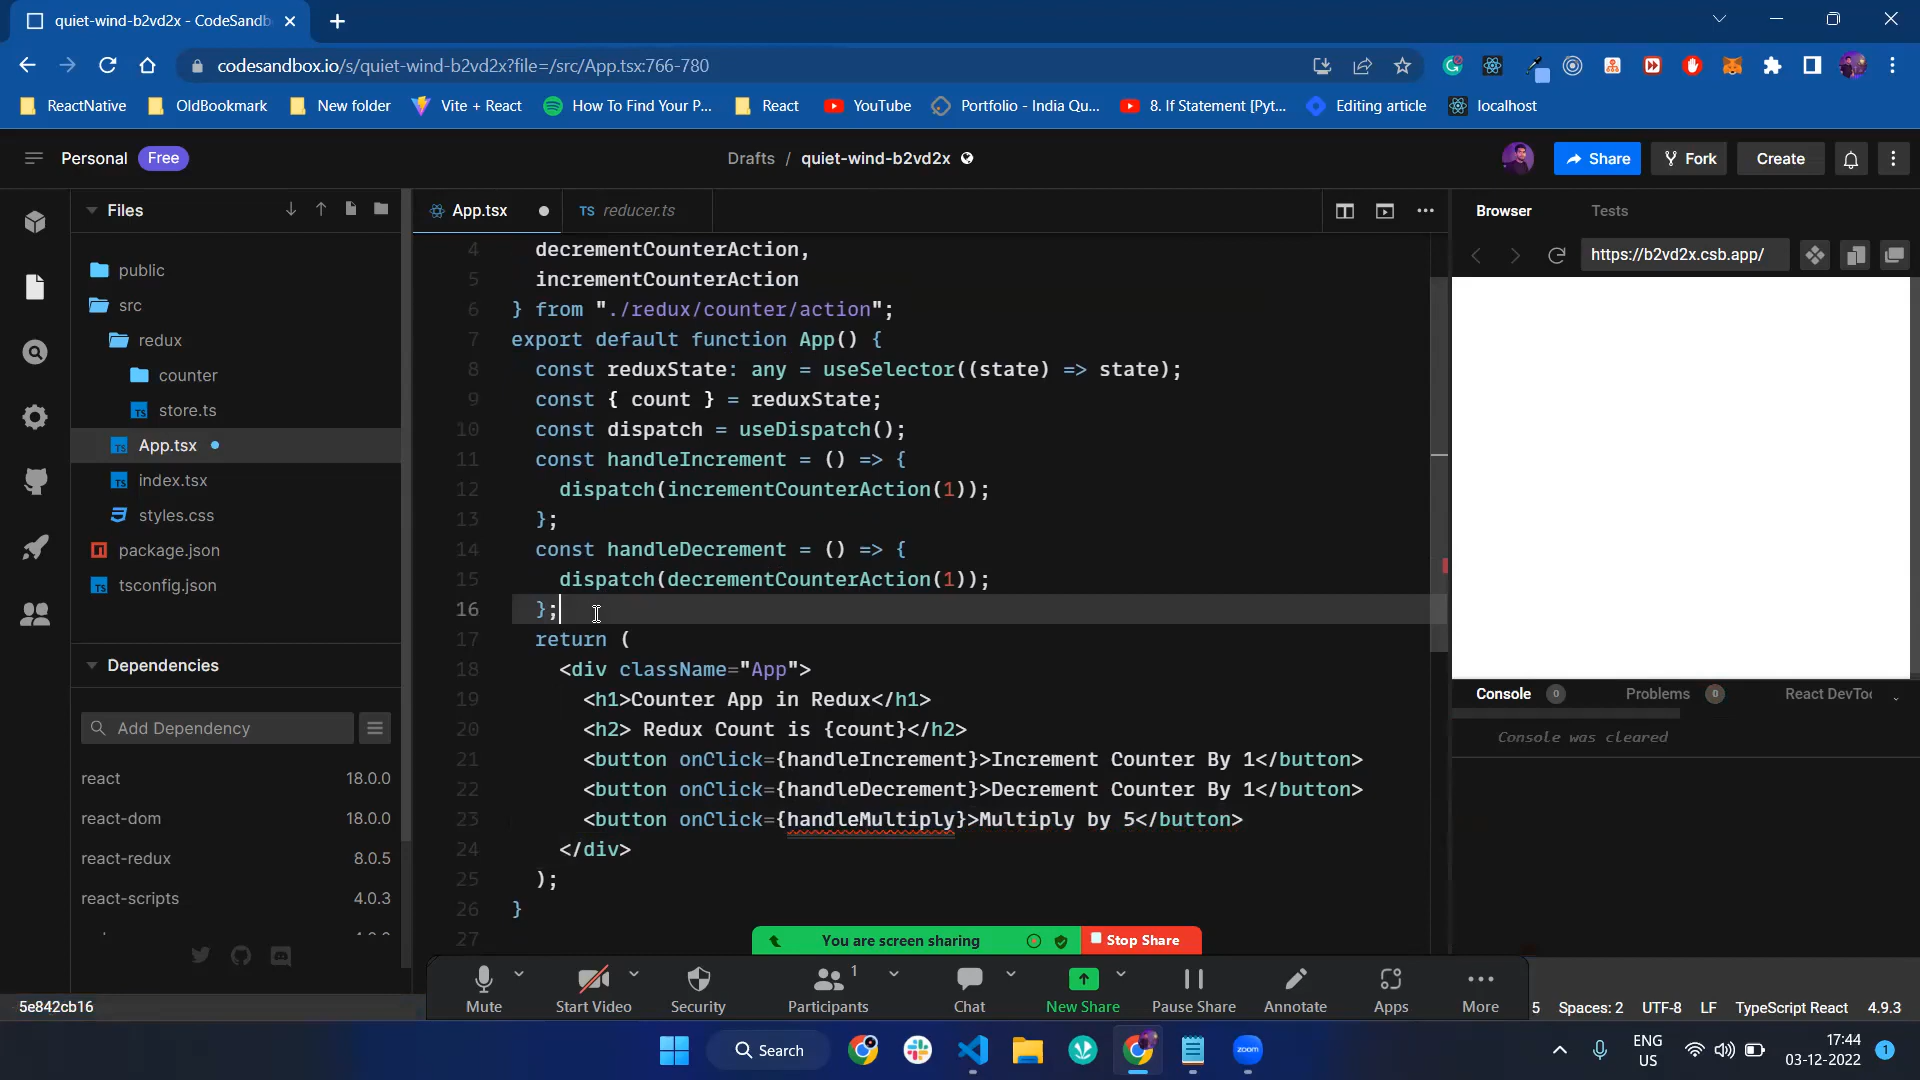 quiet-wind-b2vd2x - CodeSandb
codesandbox.io/s/quiet-wind-b2vd2x?file=/src/App.tsx:766-780
ReactNative
OldBookmark
New folder
Vite + React
How To Find Your P...
React
YouTube
Portfolio - India Qu...
8. If Statement [Pyt...
Editing article
localhost
Personal Free
Drafts / quiet-wind-b2vd2x
Share
Fork
Create
Files
public
src
redux
counter
TS store.ts
TS App.tsx
TS index.tsx
styles.css
package.json
TS tsconfig.json
Dependencies
Add Dependency
react 18.0.0
react-dom 18.0.0
react-redux 8.0.5
react-scripts 4.0.3
5e842cb16
App.tsx
TS reducer.ts
4 decrementCounterAction,
5 incrementCounterAction
6 } from "./redux/counter/action";
7 export default function App() {
8 const reduxState: any = useSelector((state) => state);
9 const { count } = reduxState;
10 const dispatch = useDispatch();
11 const handleIncrement = () => {
12 dispatch(incrementCounterAction(1));
13 };
14 const handleDecrement = () => {
15 dispatch(decrementCounterAction(1));
16 };
17 return (
18 <div className="App">
19 <h1>Counter App in Redux</h1>
20 <h2> Redux Count is {count}</h2>
21 <button onClick={handleIncrement}>Increment Counter By 1</button>
22 <button onClick={handleDecrement}>Decrement Counter By 1</button>
23 <button onClick={handleMultiply}>Multiply by 5</button>
24 </div>
25 );
26 }
27
Browser Tests
https://b2vd2x.csb.app/
Console 0 Problems 0 React DevToo
Console was cleared
You are screen sharing
Stop Share
Mute
Start Video
Security
Participants 1
Chat
New Share
Pause Share
Annotate
Apps
More
5 Spaces: 2 UTF-8 LF TypeScript React 4.9.3
Search
zoom
ENG
US
17:44
03-12-2022
1